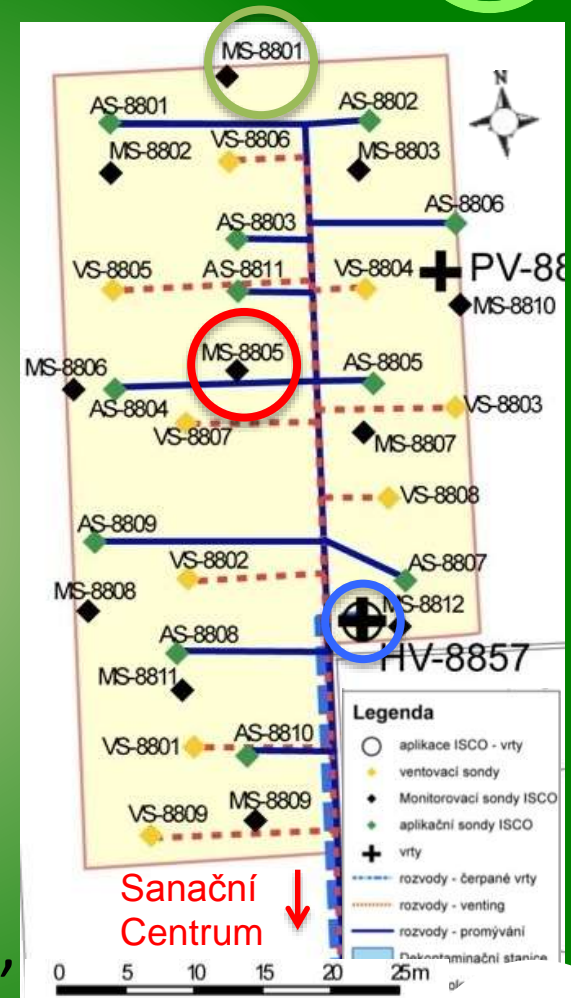 MS-8801
N
AS-8801
AS-8802
VS-8806
MS-8802
MS-8803
AS-8806
AS-8803
VS-8805
AS-8811
VS-8804
PV-88
MS-8810
MS-8805
MS-8806
AS-8805
AS-8804
VS-8803
VS-8807
MS-8807
VS-8808
AS-8809
AS-8807
VS-8802
MS-8808
MS-8812
AS-8808
HV-8857
MS-8811
Legenda
aplikace ISCO - vrty
ventovací sondy
Monitorovací sondy ISCO
aplikační sondy ISCO
vrty
rozvody - čerpané vrty
rozvody - venting
rozvody - promývání
Dekontaminační stanice
VS-8801
AS-8810
VS-8809
MS-8809
Sanační
Centrum
,
0 5 10 15 20 25m